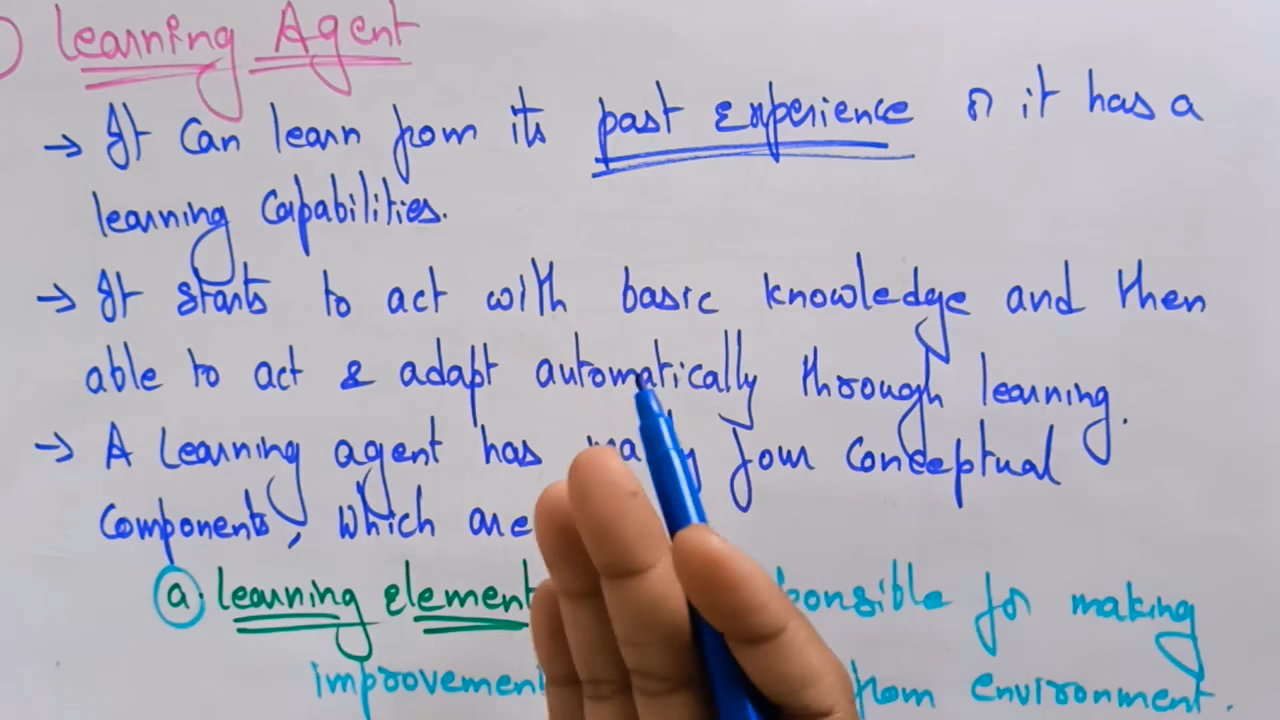 Learning Agent
→ It can learn from its past experience or it has a
learning capabilities.
→ It starts to act with basic knowledge and then
able to act & adapt automatically through learning.
→ A learning agent has four conceptual
components, which are
a. learning element
for making
from environment.